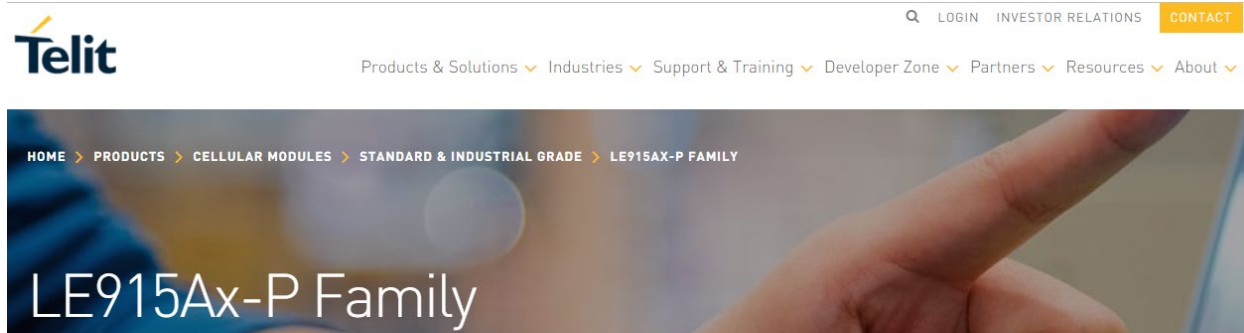 LOGIN INVESTOR RELATIONS CONTACT
Telit
Products & Solutions Industries Support & Training Developer Zone Partners Resources About
HOME > PRODUCTS > CELLULAR MODULES > STANDARD & INDUSTRIAL GRADE > LE915AX-P FAMILY
LE915Ax-P Family